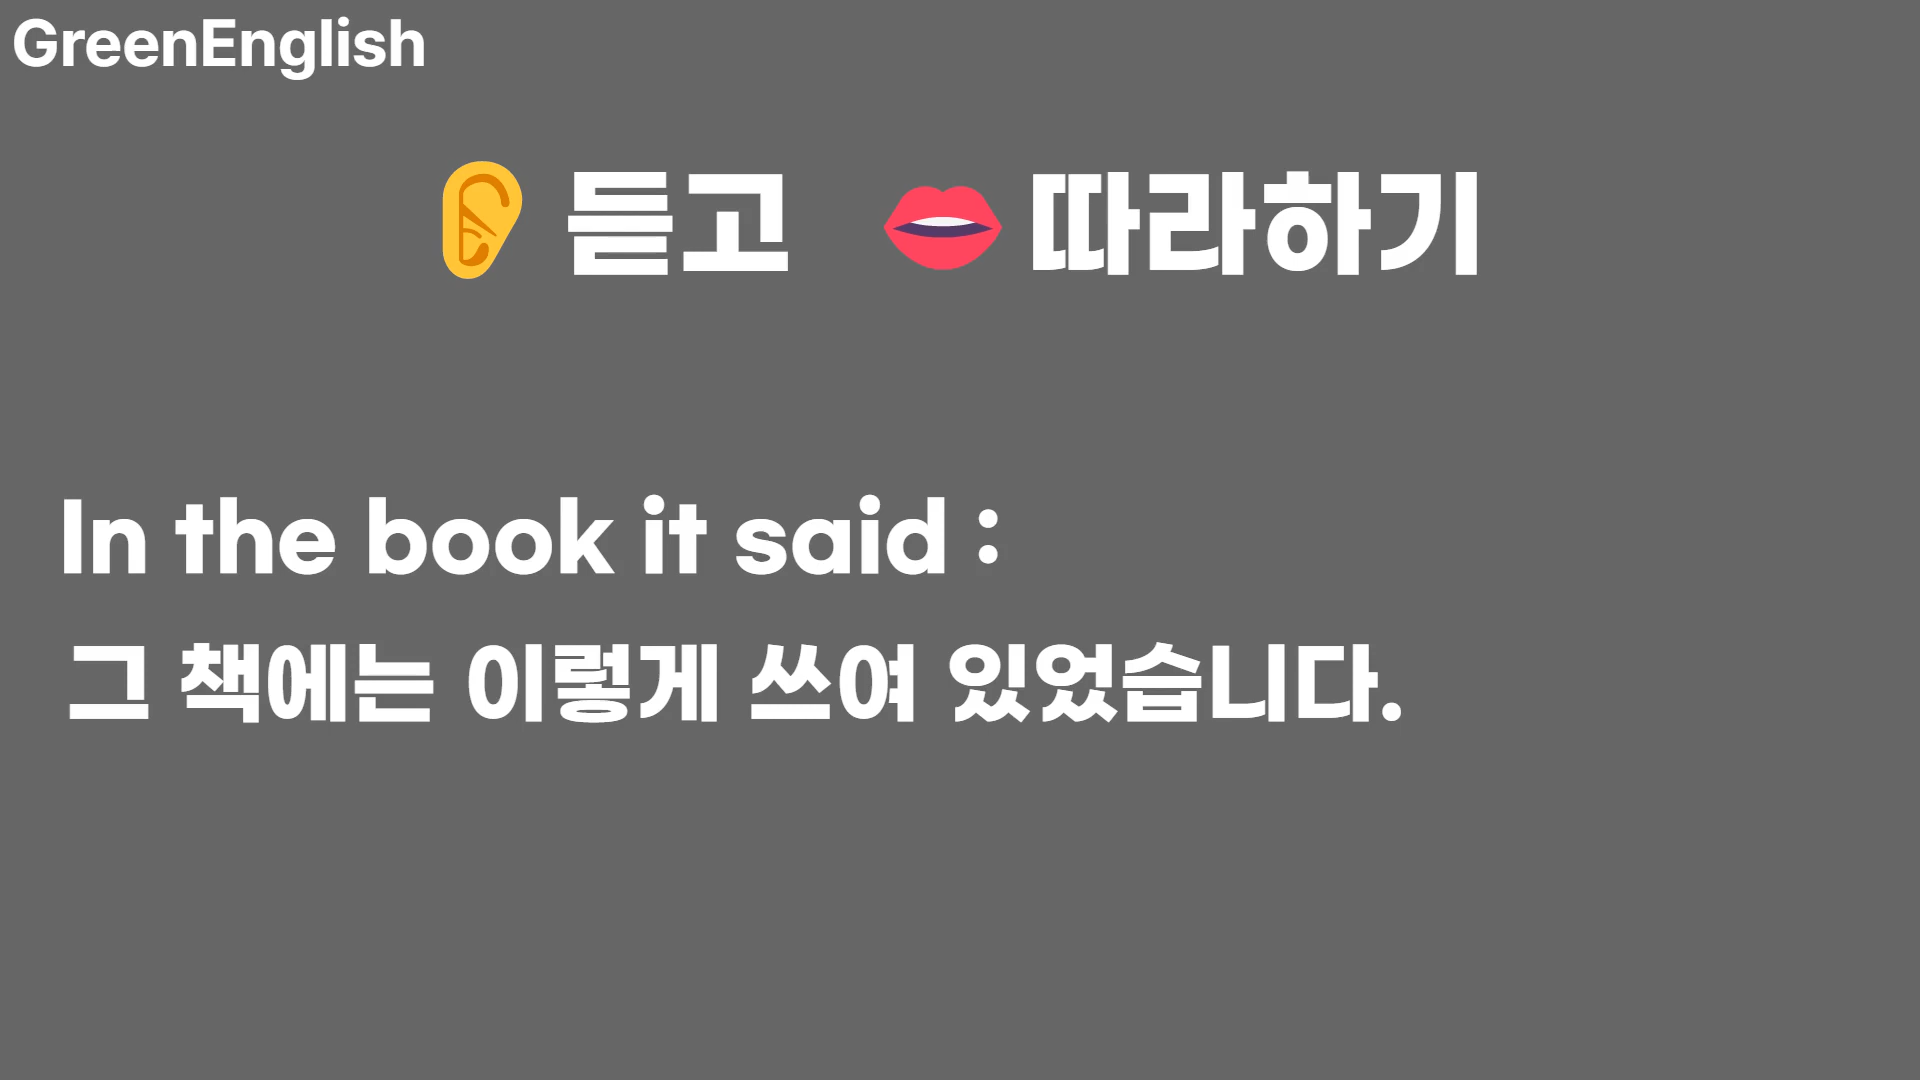 GreenEnglish
듣고 따라하기
In the book it said :
그 책에는 이렇게 쓰여 있었습니다.